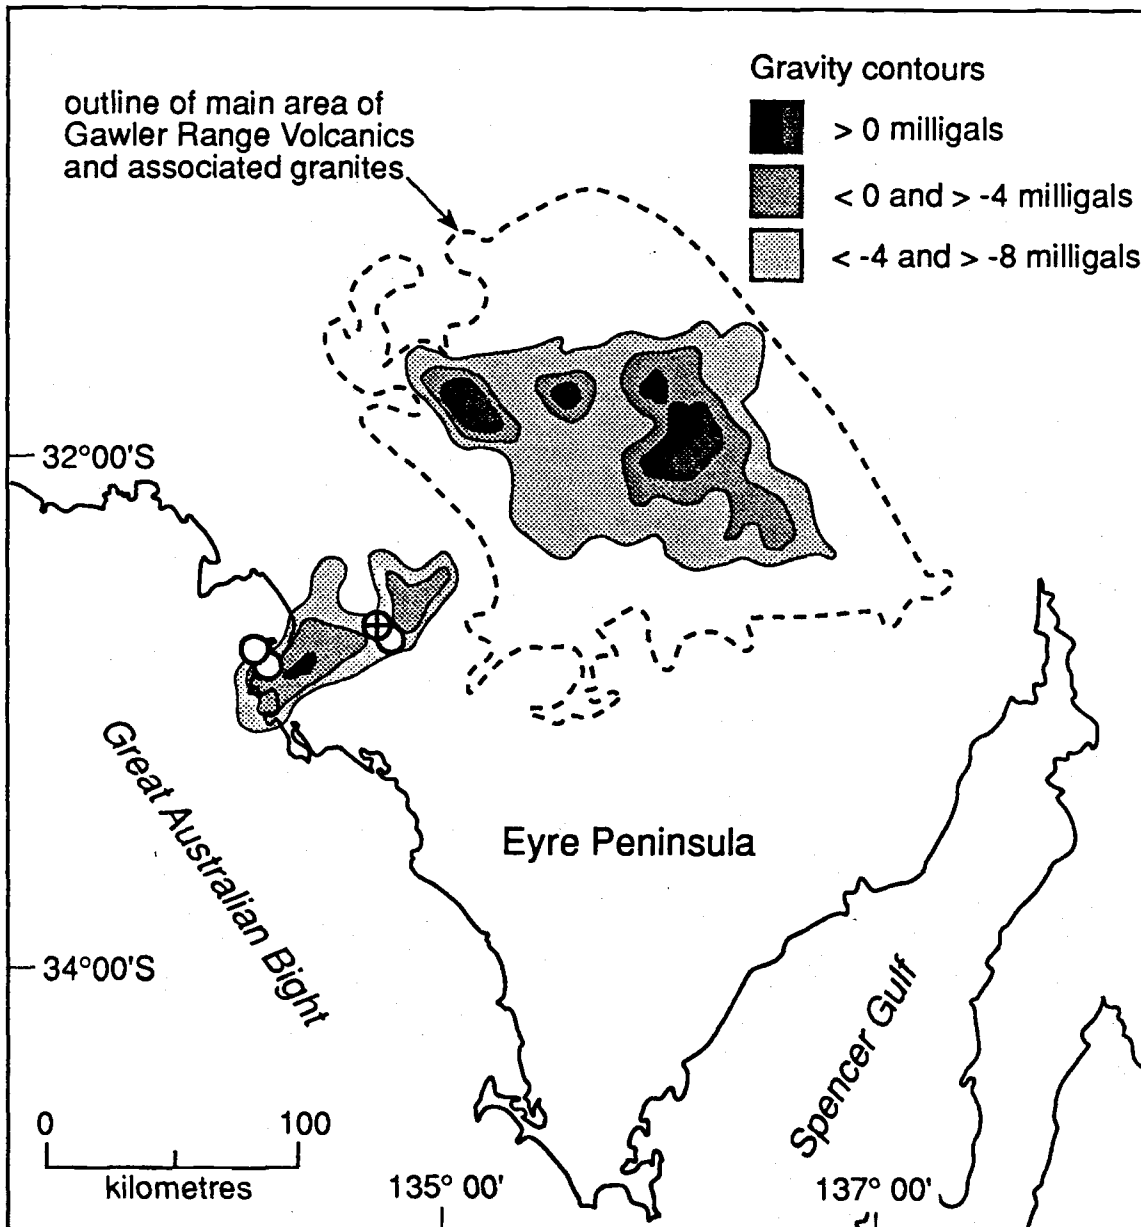 outline of main area of
Gawler Range Volcanics
and associated granites
Gravity contours
> 0 milligals
< 0 and > -4 milligals
< -4 and > -8 milligals
32°00'S
Great Australian Bight
Eyre Peninsula
34°00'S
Spencer Gulf
0 100
kilometres
135° 00'
137° 00'